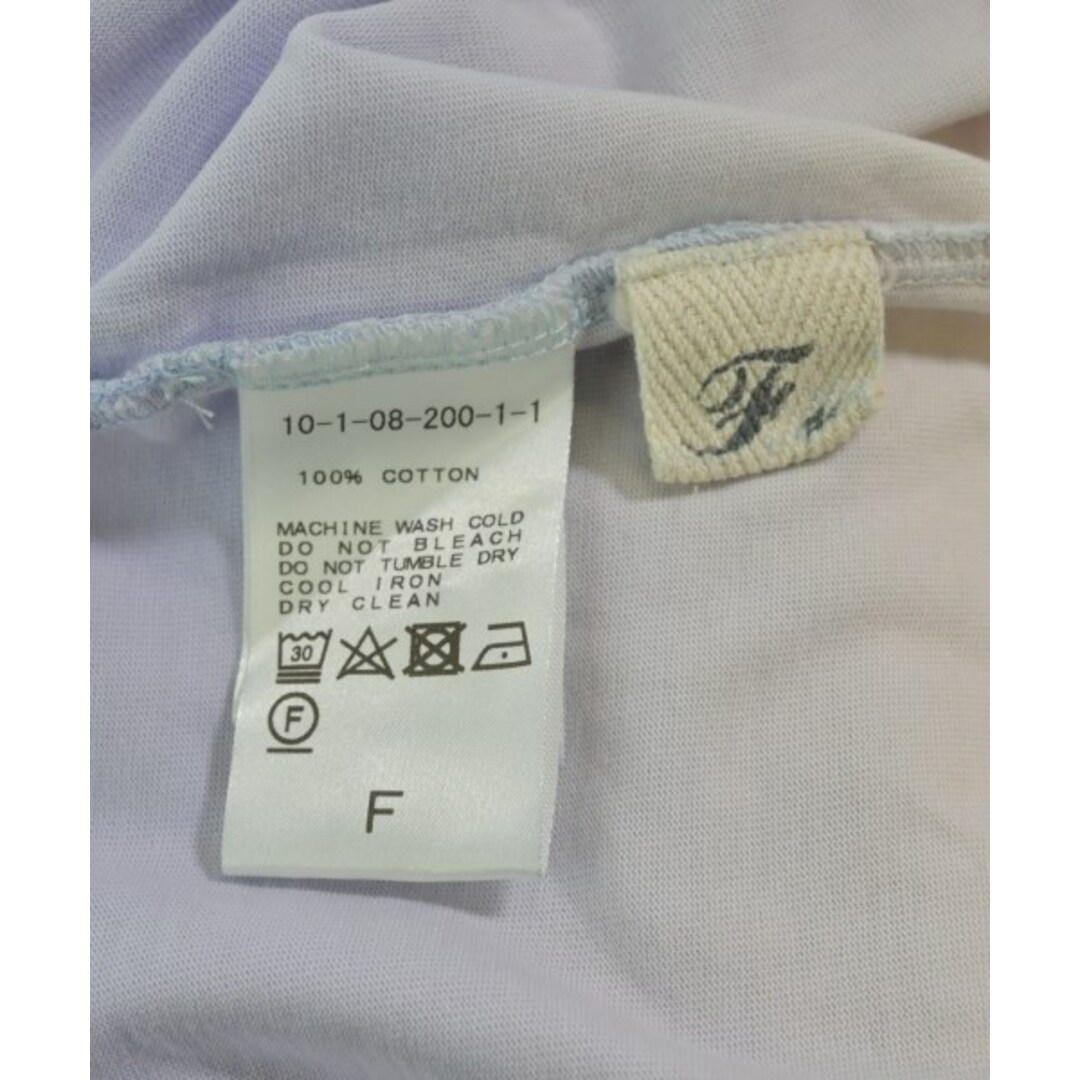 10-1-08-200-1-1
100% COTTON
MACHINE WASH COLD
DO NOT BLEACH
DO NOT TUMBLE DRY
COOL IRON
DRY CLEAN
30
F
F
F.